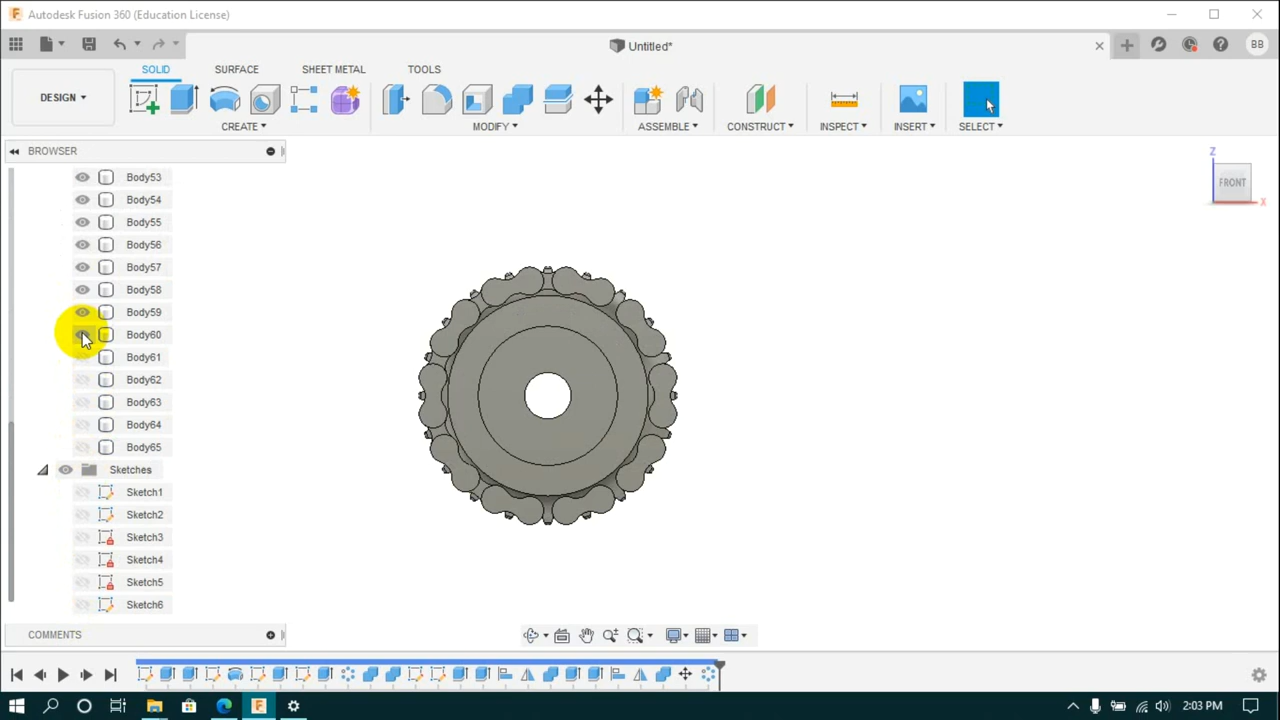 Autodesk Fusion 360 (Education License)
Untitled*
BB
SOLID SURFACE SHEET METAL TOOLS
DESIGN
CREATE MODIFY ASSEMBLE CONSTRUCT INSPECT INSERT SELECT
BROWSER
Z
FRONT
X
Body53
Body54
Body55
Body56
Body57
Body58
Body59
Body60
Body61
Body62
Body63
Body64
Body65
Sketches
Sketch1
Sketch2
Sketch3
Sketch4
Sketch5
Sketch6
COMMENTS
2:03 PM